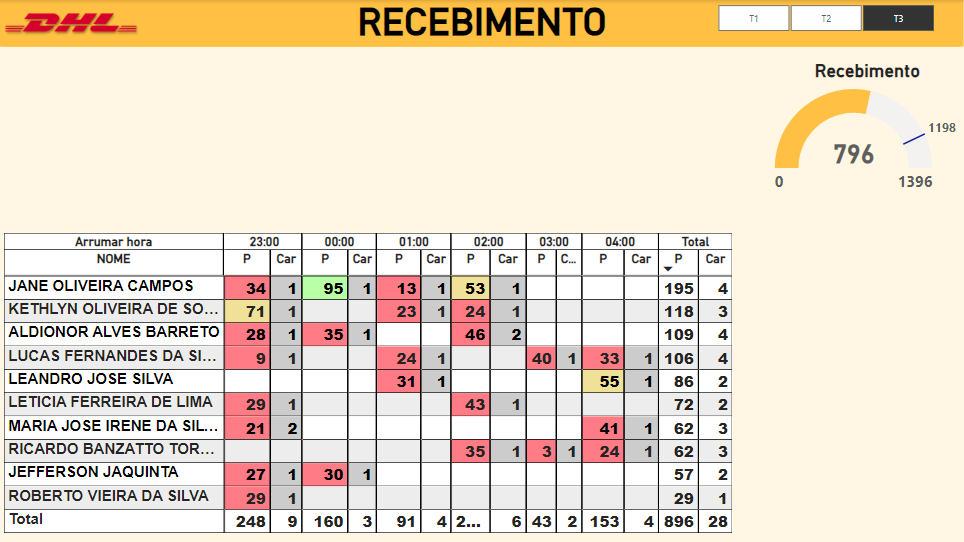 DHL RECEBIMENTO T1 T2 T3
Recebimento
1198
796
0 1396
Arrumar hora 23:00 00:00 01:00 02:00 03:00 04:00 Total
NOME P Car P Car P Car P Car P C... P Car P Car
JANE OLIVEIRA CAMPOS 34 1 95 1 13 1 53 1 195 4
KETHLYN OLIVEIRA DE SO... 71 1 23 1 24 1 118 3
ALDIONOR ALVES BARRETO 28 1 35 1 46 2 109 4
LUCAS FERNANDES DA SI... 9 1 24 1 40 1 33 1 106 4
LEANDRO JOSE SILVA 31 1 55 1 86 2
LETICIA FERREIRA DE LIMA 29 1 43 1 72 2
MARIA JOSE IRENE DA SIL... 21 2 41 1 62 3
RICARDO BANZATTO TOR... 35 1 3 1 24 1 62 3
JEFFERSON JAQUINTA 27 1 30 1 57 2
ROBERTO VIEIRA DA SILVA 29 1 29 1
Total 248 9 160 3 91 4 2... 6 43 2 153 4 896 28